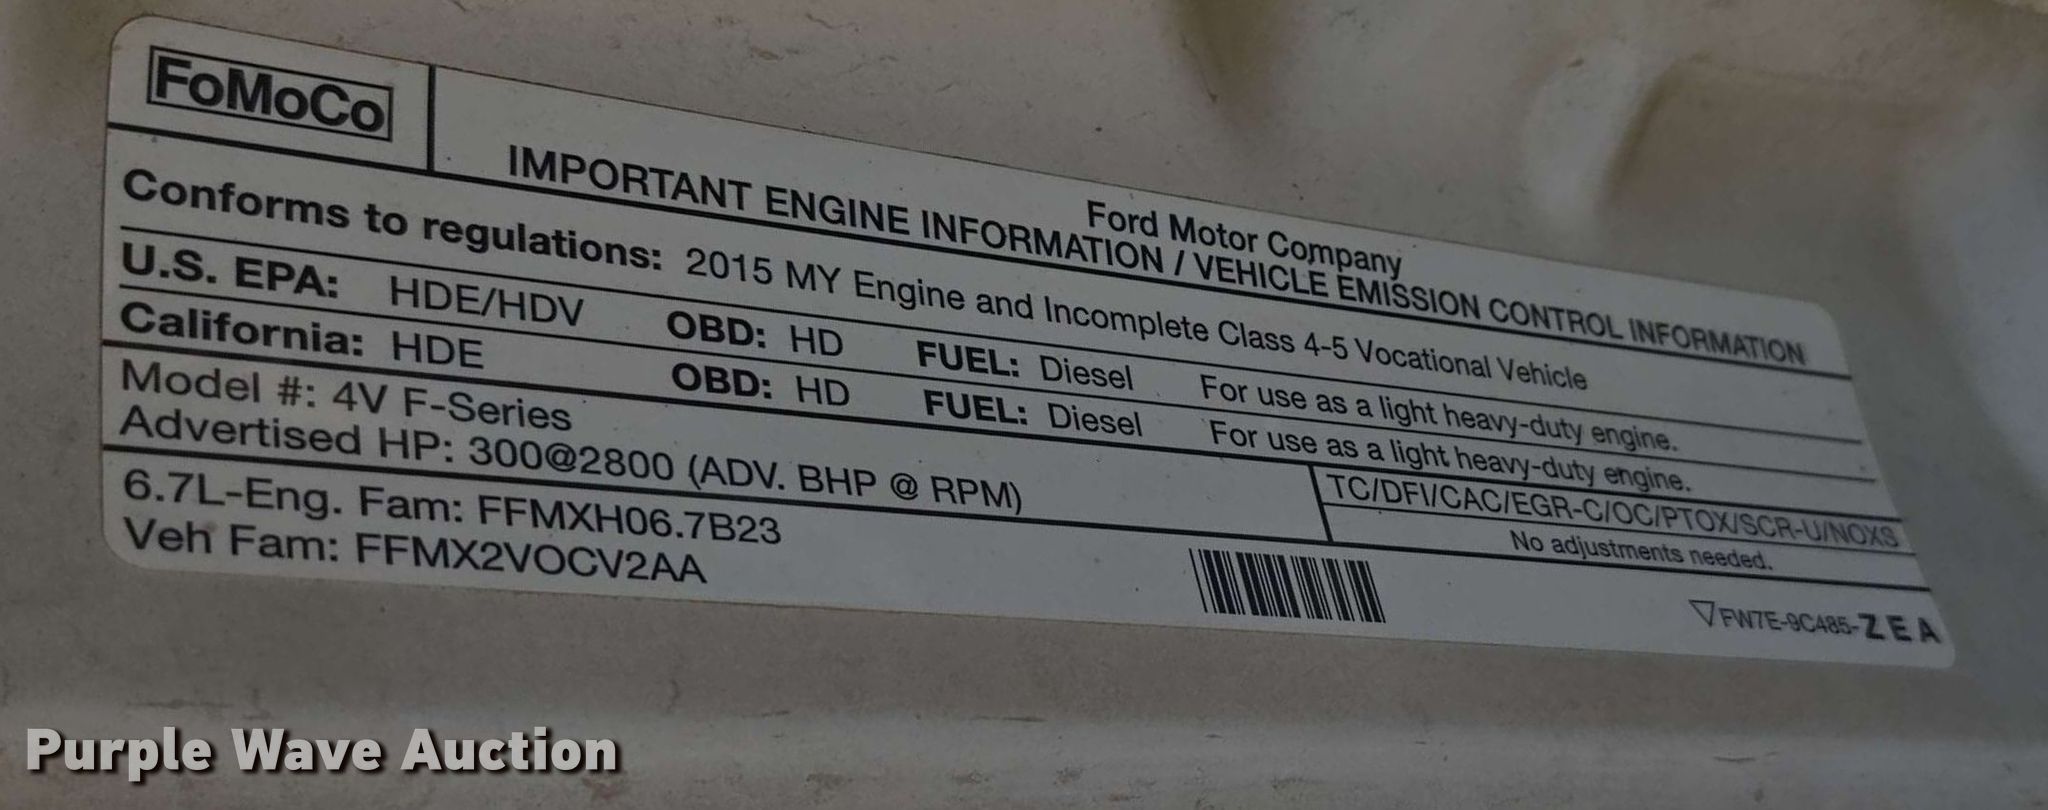 FoMoCo
Ford Motor Company
IMPORTANT ENGINE INFORMATION / VEHICLE EMISSION CONTROL INFORMATION
Conforms to regulations: 2015 MY Engine and Incomplete Class 4-5 Vocational Vehicle
U.S. EPA: HDE/HDV OBD: HD FUEL: Diesel For use as a light heavy-duty engine.
California: HDE OBD: HD FUEL: Diesel For use as a light heavy-duty engine.
Model #: 4V F-Series
Advertised HP: 300@2800 (ADV. BHP @ RPM)
TC/DFI/CAC/EGR-C/OC/PTOX/SCR-U/NOXS
No adjustments needed.
6.7L-Eng. Fam: FFMXH06.7B23
Veh Fam: FFMX2VOCV2AA
FW7E-9C485-ZEA
Purple Wave Auction